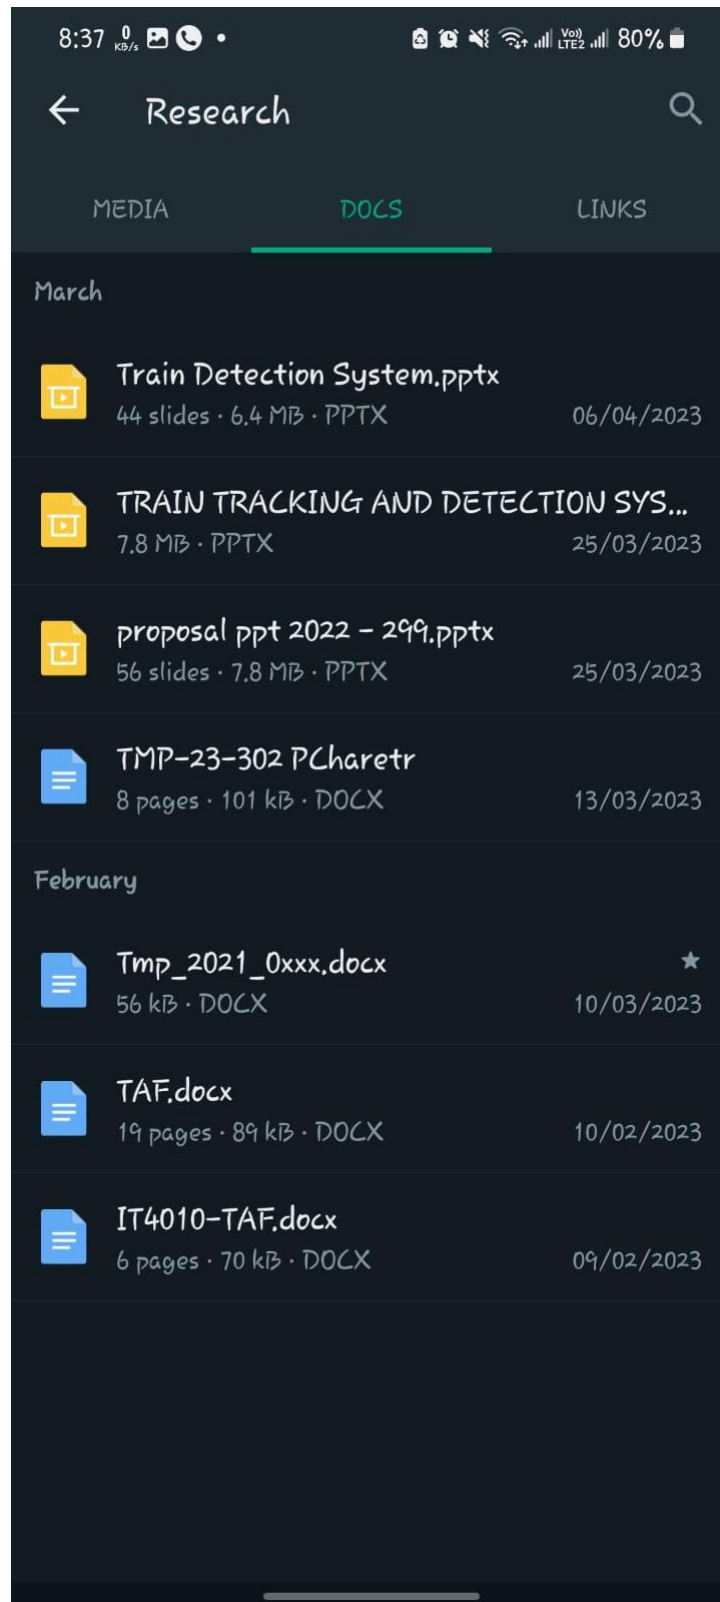 8:37 0 KB/s • Vo)) LTE2 80%
Research
MEDIA DOCS LINKS
March
Train Detection System.pptx
44 slides · 6.4 MB · PPTX 06/04/2023
TRAIN TRACKING AND DETECTION SYS...
7.8 MB · PPTX 25/03/2023
proposal ppt 2022 - 299.pptx
56 slides · 7.8 MB · PPTX 25/03/2023
TMP-23-302 PCharetr
8 pages · 101 kB · DOCX 13/03/2023
February
Tmp_2021_0xxx.docx
56 kB · DOCX 10/03/2023
TAF.docx
19 pages · 89 kB · DOCX 10/02/2023
IT4010-TAF.docx
6 pages · 70 kB · DOCX 09/02/2023